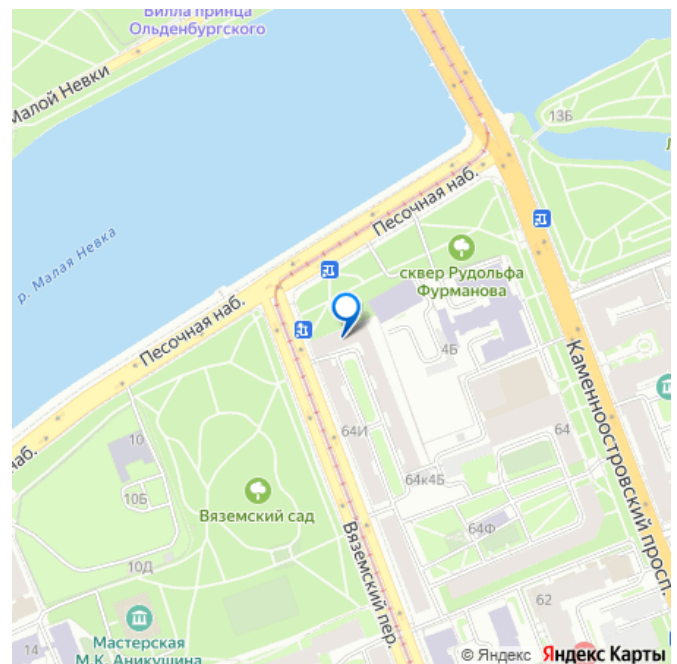 Вилла принца
Ольденбургского
Малой Невки
13Б
Песочная наб.
р. Малая Невка
сквер Рудольфа
Фурманова
Песочная наб.
4Б
Каменноостровский просп.
64И
64
10
наб.
64к4Б
10Б
Вяземский сад
64Ф
Вяземский пер.
10Д
62
Мастерская
М.К. Аникушина
14
© Яндекс Яндекс Карты